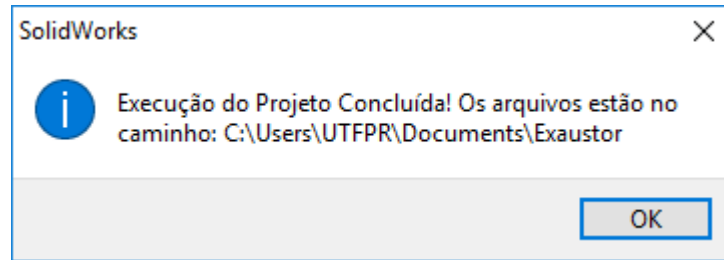 SolidWorks
Execução do Projeto Concluída! Os arquivos estão no
caminho: C:\Users\UTFPR\Documents\Exaustor
OK